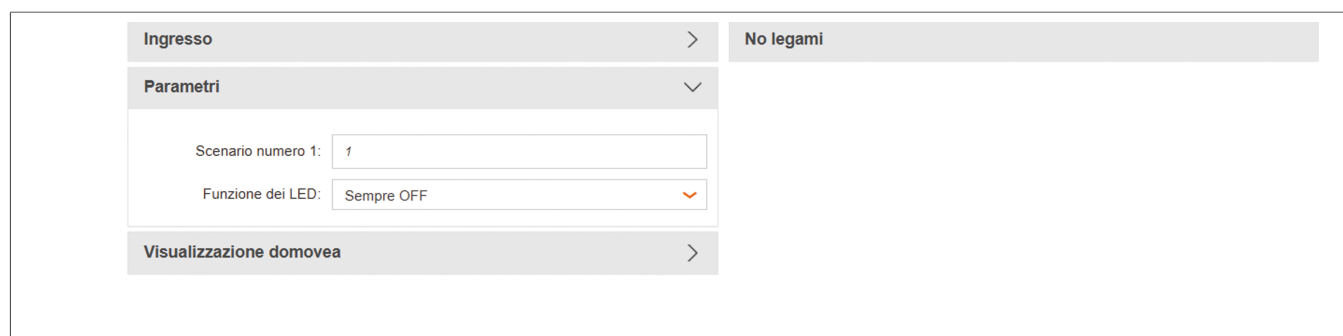 Ingresso
No legami
Parametri
Scenario numero 1: 1
Funzione dei LED: Sempre OFF
Visualizzazione domovea